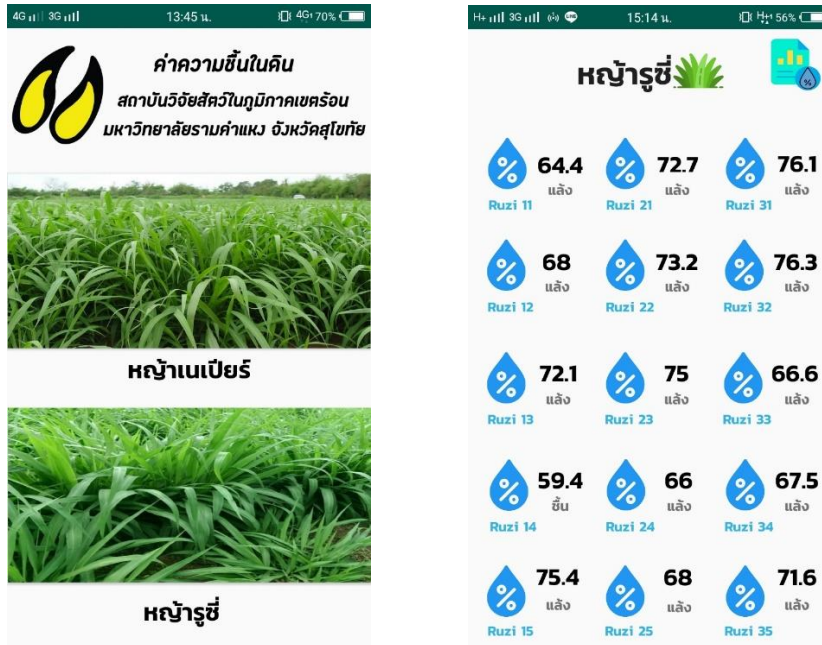 4G 3G 13:45 น. 4G 70%
ค่าความชื้นในดิน
สถาบันวิจัยสัตว์ในภูมิภาคเขตร้อน
มหาวิทยาลัยรามคำแหง จังหวัดสุโขทัย
หญ้าเนเปียร์
หญ้ารูซี่
H+ 3G LINE 15:14 น. H+ 56%
หญ้ารูซี่
64.4 72.7 76.1
แล้ง แล้ง แล้ง
Ruzi 11 Ruzi 21 Ruzi 31
68 73.2 76.3
แล้ง แล้ง แล้ง
Ruzi 12 Ruzi 22 Ruzi 32
72.1 75 66.6
แล้ง แล้ง แล้ง
Ruzi 13 Ruzi 23 Ruzi 33
59.4 66 67.5
ชื้น แล้ง แล้ง
Ruzi 14 Ruzi 24 Ruzi 34
75.4 68 71.6
แล้ง แล้ง แล้ง
Ruzi 15 Ruzi 25 Ruzi 35